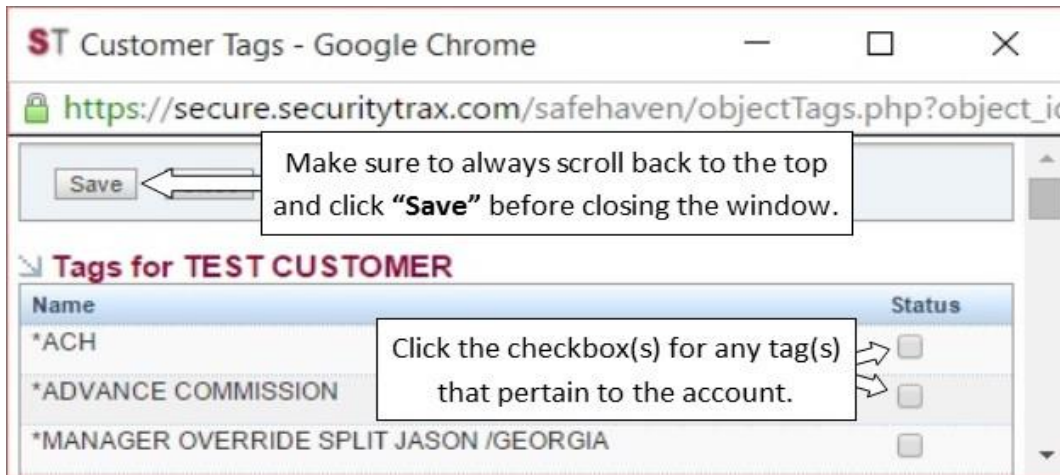 ST Customer Tags - Google Chrome
https://secure.securitytrax.com/safehaven/objectTags.php?object_id
Save
Make sure to always scroll back to the top
and click “Save” before closing the window.
Tags for TEST CUSTOMER
Name Status
*ACH
Click the checkbox(s) for any tag(s)
that pertain to the account.
*ADVANCE COMMISSION
*MANAGER OVERRIDE SPLIT JASON /GEORGIA